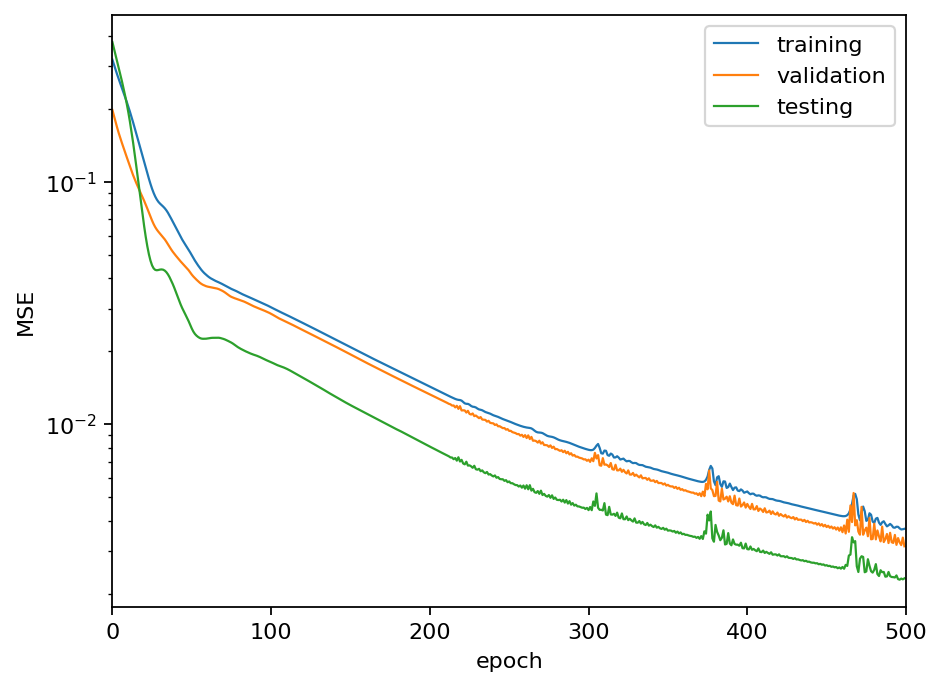 training
validation
testing
10⁻¹
10⁻²
MSE
0 100 200 300 400 500
epoch